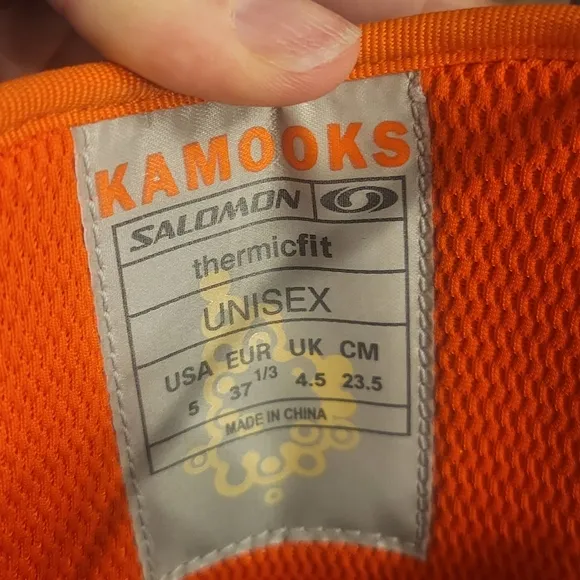 KAMOOKS
SALOMON
thermicfit
UNISEX
USA EUR UK CM
5 37 1/3 4.5 23.5
MADE IN CHINA